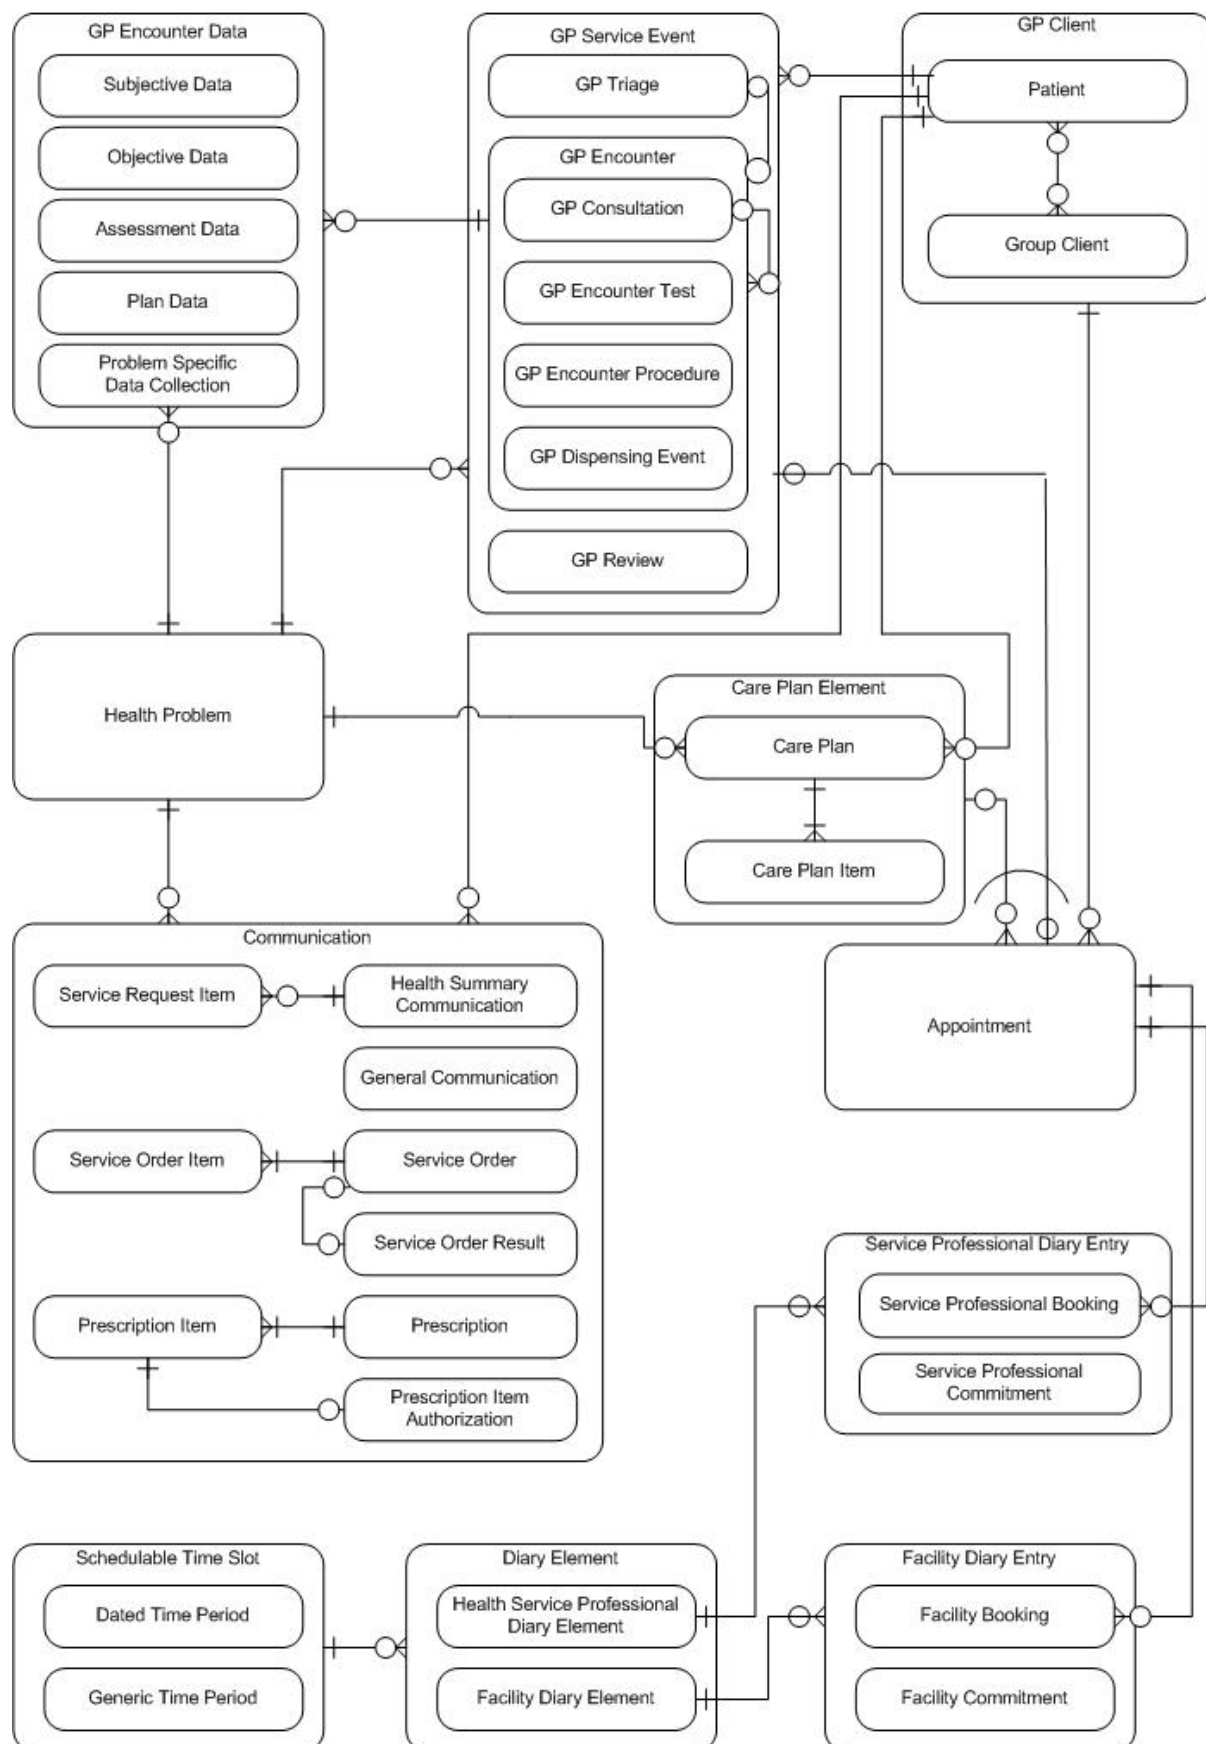 GP Encounter Data
Subjective Data
Objective Data
Assessment Data
Plan Data
Problem Specific
Data Collection
GP Service Event
GP Triage
GP Encounter
GP Consultation
GP Encounter Test
GP Encounter Procedure
GP Dispensing Event
GP Review
GP Client
Patient
Group Client
Health Problem
Care Plan Element
Care Plan
Care Plan Item
Communication
Service Request Item
Health Summary
Communication
General Communication
Service Order Item
Service Order
Service Order Result
Prescription Item
Prescription
Prescription Item
Authorization
Appointment
Service Professional Diary Entry
Service Professional Booking
Service Professional
Commitment
Schedulable Time Slot
Dated Time Period
Generic Time Period
Diary Element
Health Service Professional
Diary Element
Facility Diary Element
Facility Diary Entry
Facility Booking
Facility Commitment